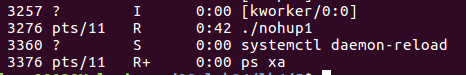 3257 ? I 0:00 [kworker/0:0]
3276 pts/11 R 0:42 ./nohup1
3360 ? S 0:00 systemctl daemon-reload
3376 pts/11 R+ 0:00 ps xa